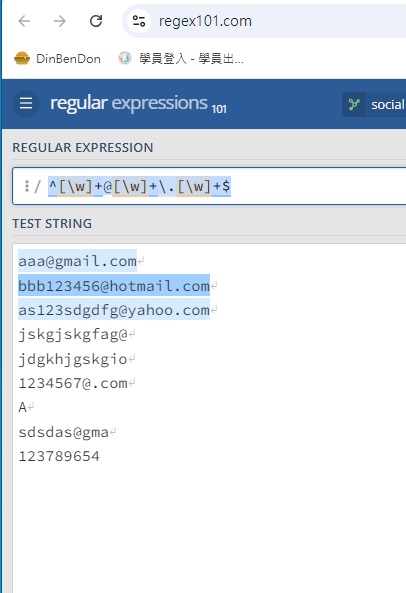 regex101.com
DinBenDon 學員登入 - 學員出...
regular expressions 101 social
REGULAR EXPRESSION
/ ^[\w]+@[\w]+\.[\w]+$
TEST STRING
aaa@gmail.com
bbb123456@hotmail.com
as123sdgdfg@yahoo.com
jskgjskgfag@
jdgkhjgskgio
1234567@.com
A
sdsdas@gma
123789654